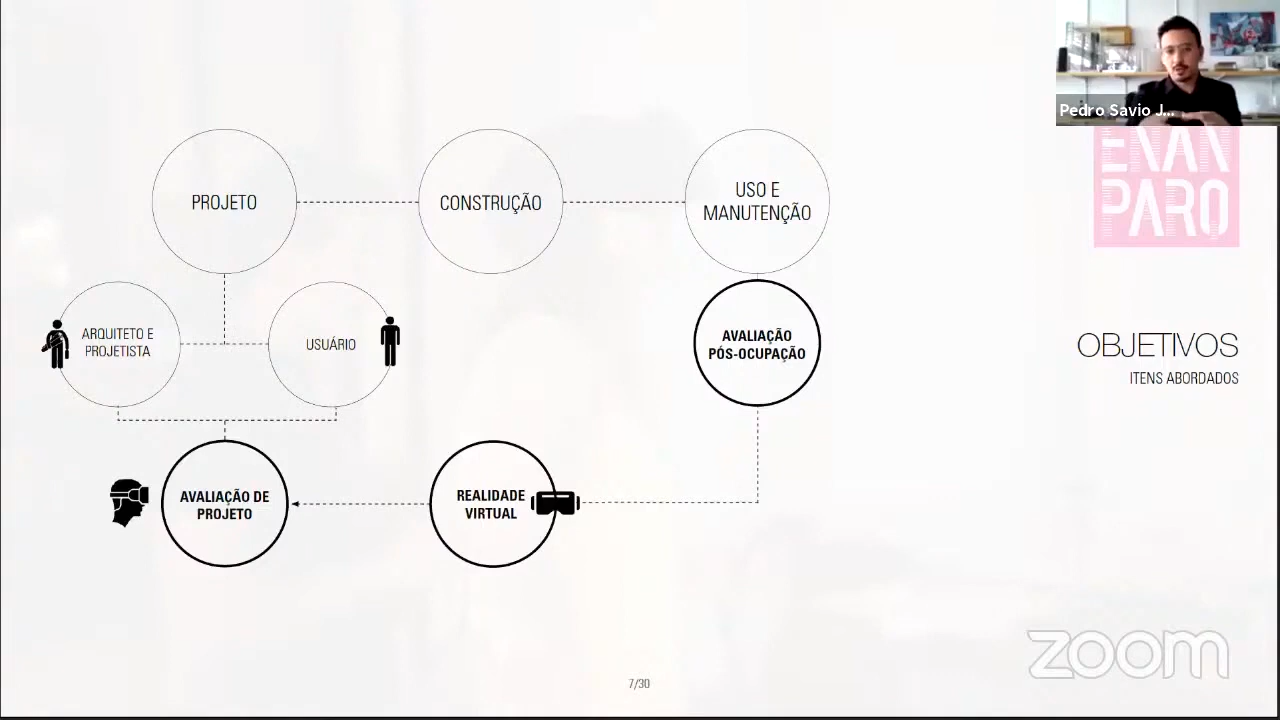 Pedro Savio J...
ENAN
PARQ
PROJETO
CONSTRUÇÃO
USO E
MANUTENÇÃO
ARQUITETO E
PROJETISTA
USUÁRIO
AVALIAÇÃO
PÓS-OCUPAÇÃO
OBJETIVOS
ITENS ABORDADOS
AVALIAÇÃO DE
PROJETO
REALIDADE
VIRTUAL
zoom
7/30